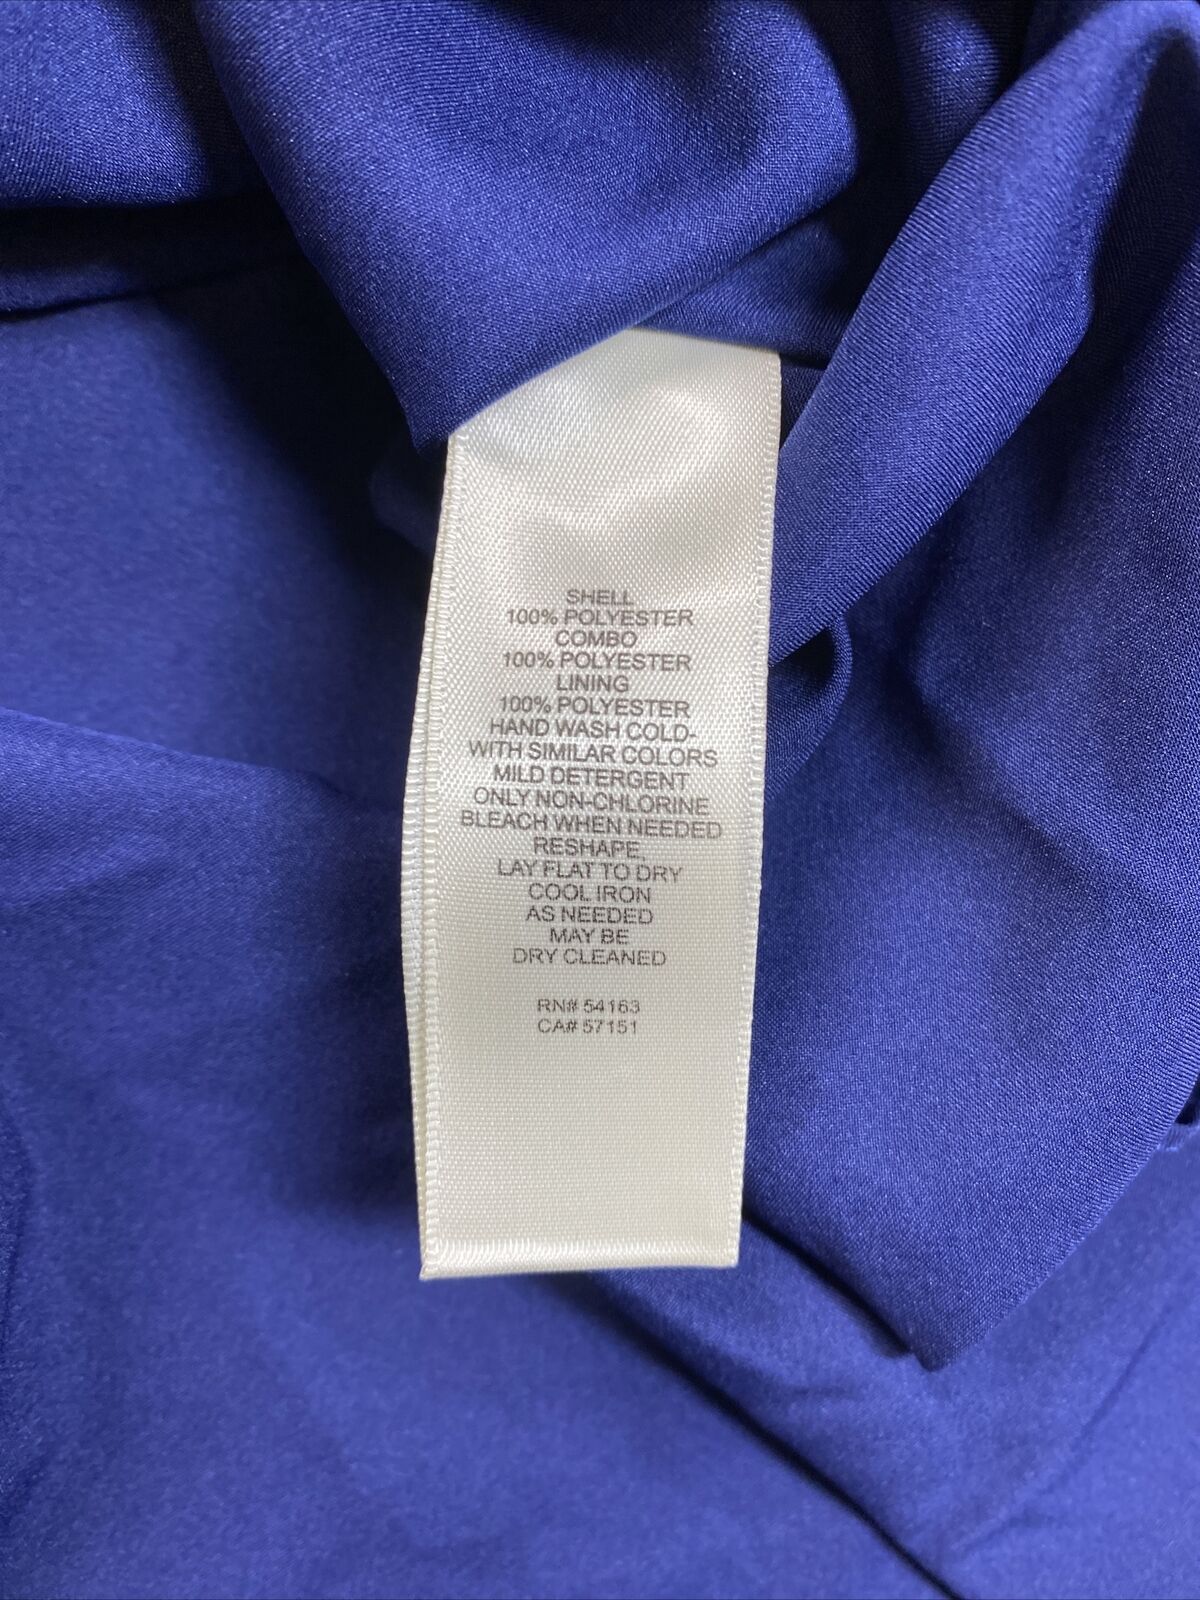 SHELL
100% POLYESTER
COMBO
100% POLYESTER
LINING
100% POLYESTER
HAND WASH COLD-
WITH SIMILAR COLORS
MILD DETERGENT
ONLY NON-CHLORINE
BLEACH WHEN NEEDED
RESHAPE,
LAY FLAT TO DRY
COOL IRON
AS NEEDED
MAY BE
DRY CLEANED
RN# 54163
CA# 57151